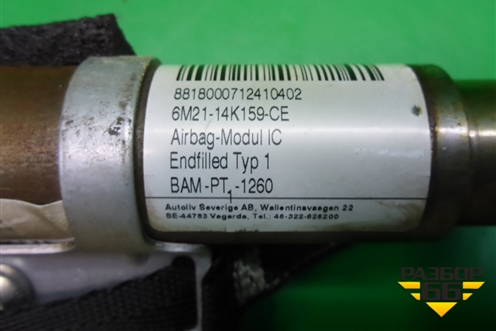 8818000712410402
6M21-14K159-CE
Airbag-Modul IC
Endfilled Typ 1
BAM-PT1-1260
Autoliv Sverige AB, Wallentinsvaegen 22
SE-44783 Vargarda, Tel.: 46-322-626200
РАЗБОР
66